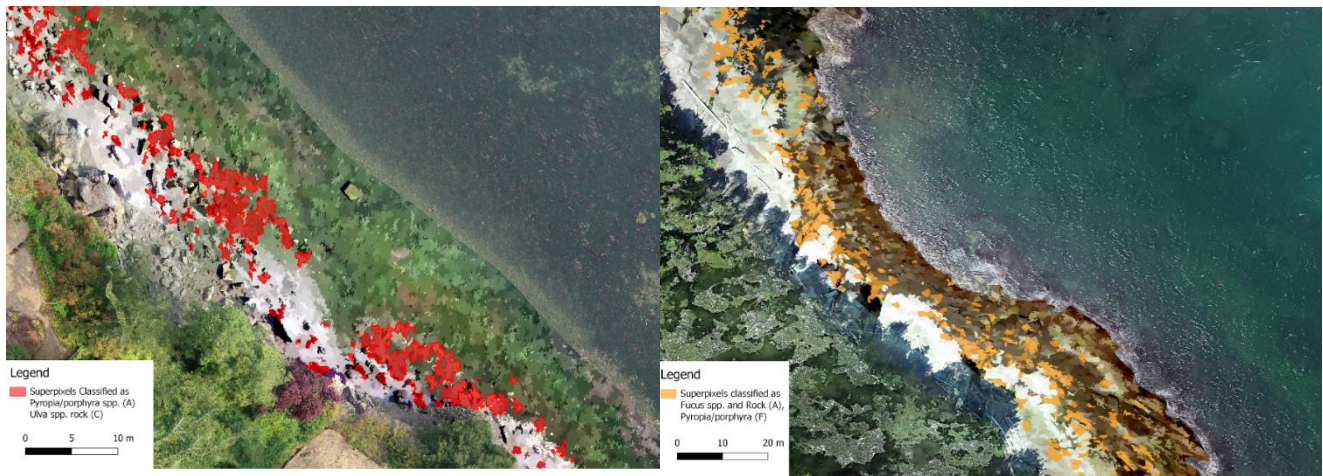 Legend
Superpixels Classified as
Pyropia/porphyra spp. (A)
Ulva spp. rock (C)
0 5 10 m
Legend
Superpixels classified as
Fucus spp. and Rock (A),
Pyropia/porphyra (F)
0 10 20 m